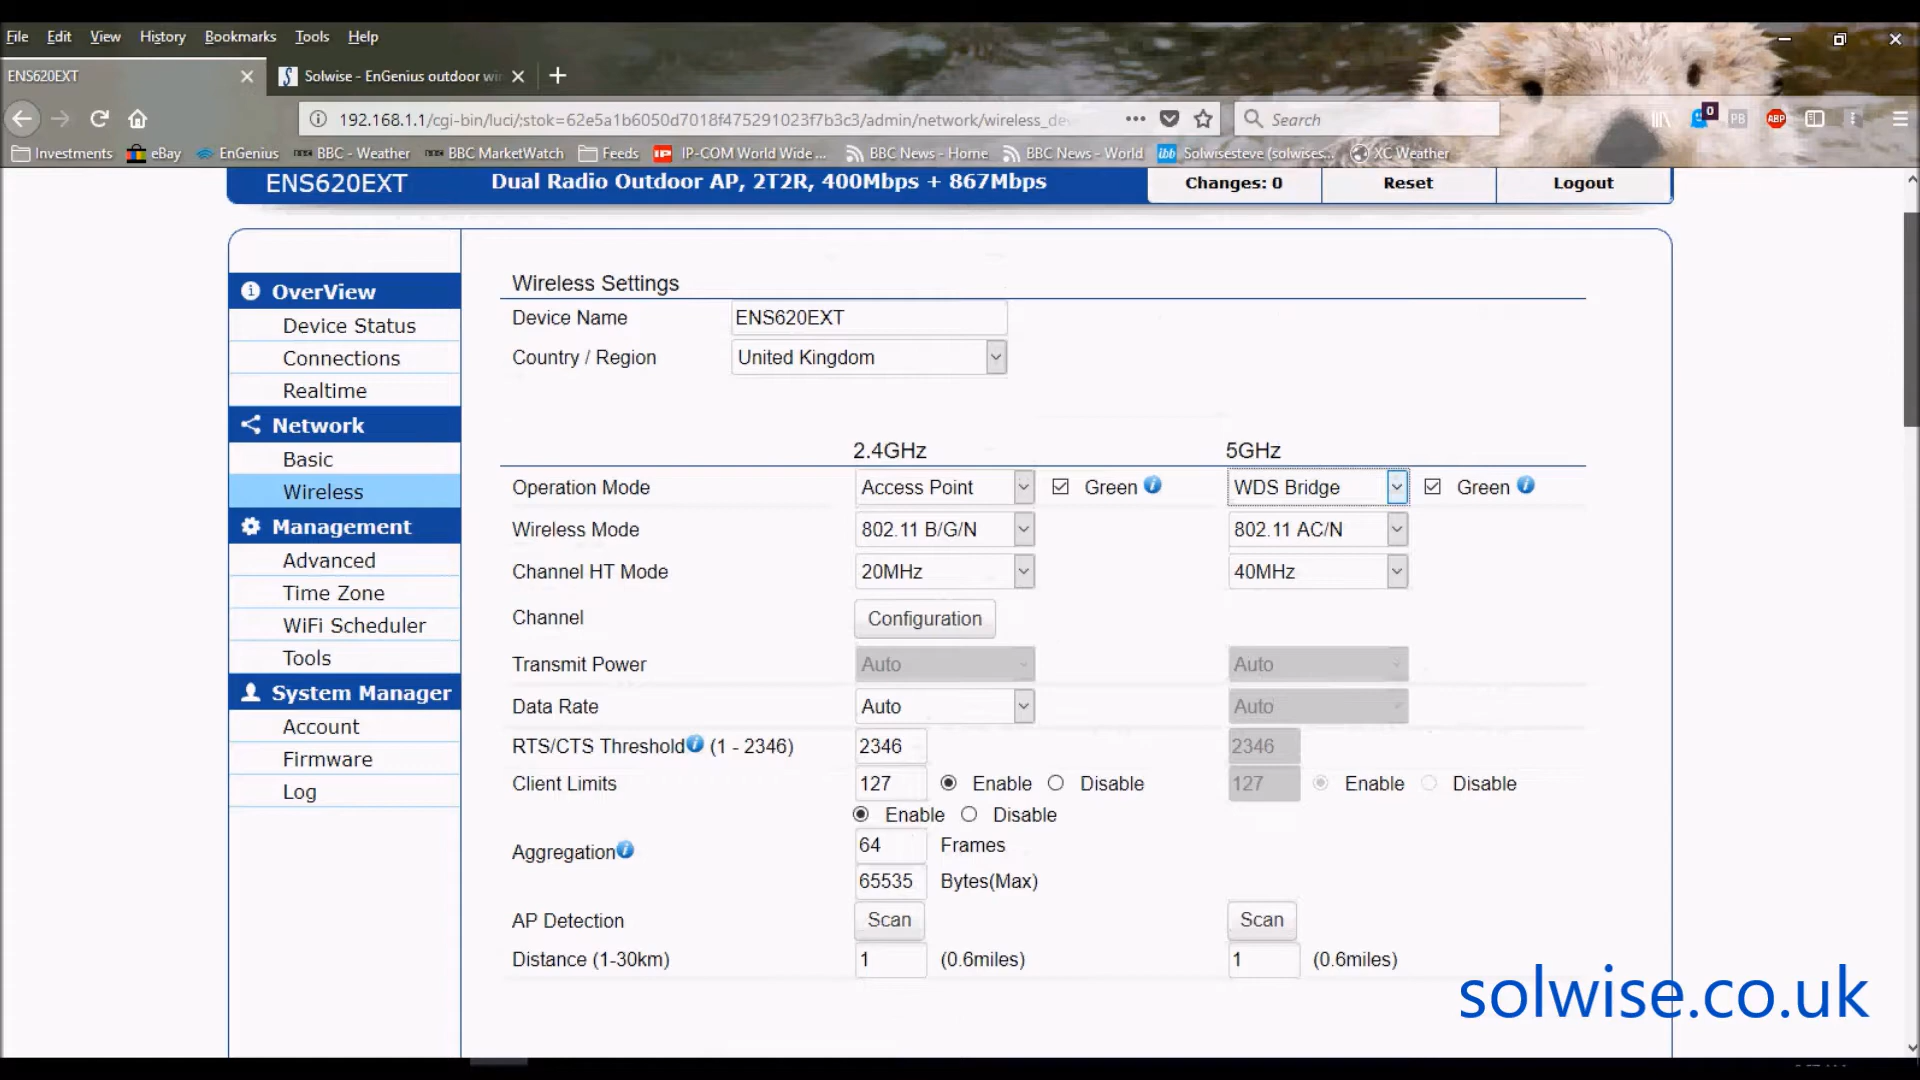 File Edit View History Bookmarks Tools Help
ENS620EXT Solwise - EnGenius outdoor wi
192.168.1.1/cgi-bin/luci/;stok=62e5a1b6050d7018f475291023f7b3c3/admin/network/wireless_de Search 0 PB ABP
Investments eBay EnGenius BBC - Weather BBC MarketWatch Feeds IP IP-COM World Wide ... BBC News - Home BBC News - World ibb Solwisesteve (solwises... XC Weather
ENS620EXT Dual Radio Outdoor AP, 2T2R, 400Mbps + 867Mbps Changes: 0 Reset Logout
OverView
Device Status
Connections
Realtime
Network
Basic
Wireless
Management
Advanced
Time Zone
WiFi Scheduler
Tools
System Manager
Account
Firmware
Log
Wireless Settings
Device Name ENS620EXT
Country / Region United Kingdom
2.4GHz 5GHz
Operation Mode Access Point Green WDS Bridge Green
Wireless Mode 802.11 B/G/N 802.11 AC/N
Channel HT Mode 20MHz 40MHz
Channel Configuration
Transmit Power Auto Auto
Data Rate Auto Auto
RTS/CTS Threshold (1 - 2346) 2346 2346
Client Limits 127 Enable Disable 127 Enable Disable
Enable Disable
Aggregation 64 Frames
65535 Bytes(Max)
AP Detection Scan Scan
Distance (1-30km) 1 (0.6miles) 1 (0.6miles)
solwise.co.uk